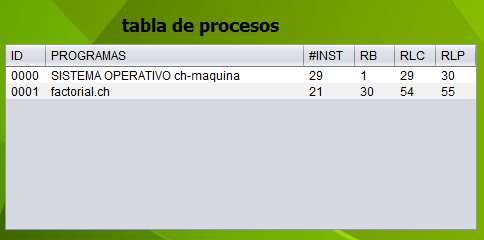 tabla de procesos
ID PROGRAMAS #INST RB RLC RLP
0000 SISTEMA OPERATIVO ch-maquina 29 1 29 30
0001 factorial.ch 21 30 54 55